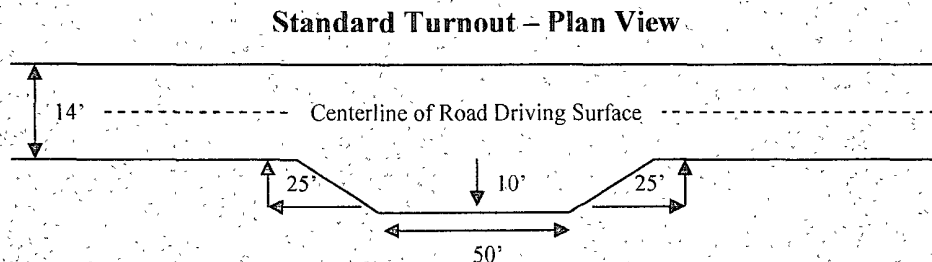 Standard Turnout – Plan View
14'
Centerline of Road Driving Surface
25'
10'
25'
50'